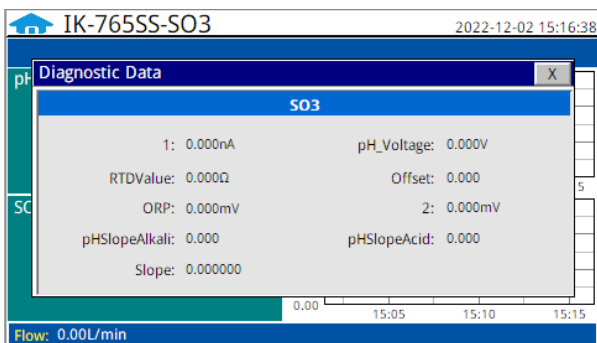 IK-765SS-SO3
2022-12-02 15:16:38
pH
Diagnostic Data
X
SO3
1: 0.000nA
pH_Voltage: 0.000V
RTDValue: 0.000Ω
Offset: 0.000
5
SO
ORP: 0.000mV
2: 0.000mV
pHSlopeAlkali: 0.000
pHSlopeAcid: 0.000
Slope: 0.000000
0.00
15:05
15:10
15:15
Flow: 0.00L/min